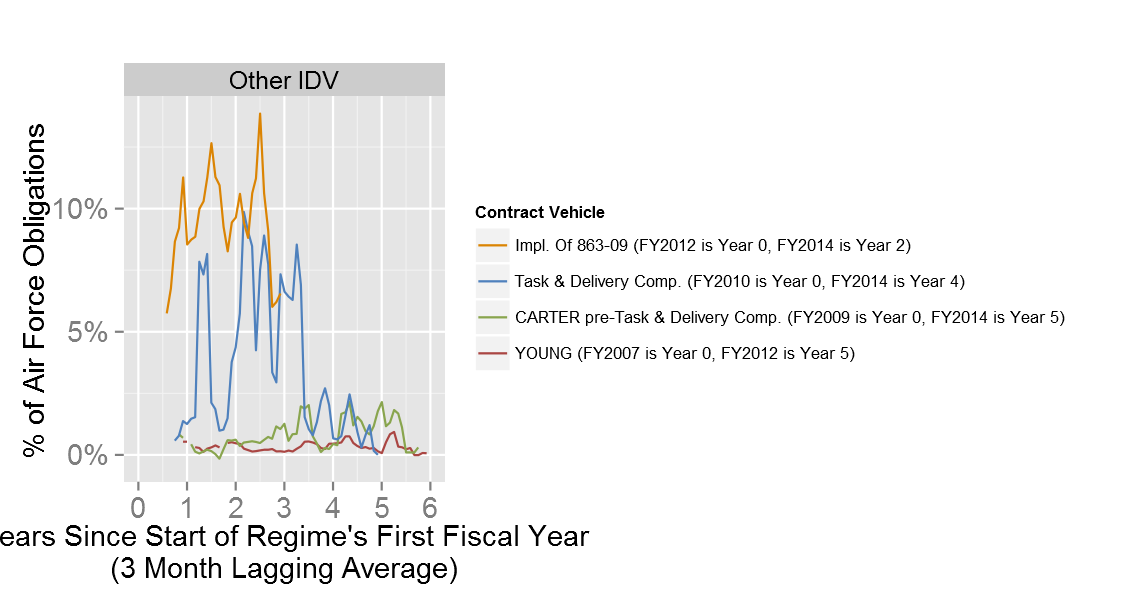 Other IDV
% of Air Force Obligations
10%
5%
0%
0 1 2 3 4 5 6
ears Since Start of Regime's First Fiscal Year
(3 Month Lagging Average)
Contract Vehicle
Impl. Of 863-09 (FY2012 is Year 0, FY2014 is Year 2)
Task & Delivery Comp. (FY2010 is Year 0, FY2014 is Year 4)
CARTER pre-Task & Delivery Comp. (FY2009 is Year 0, FY2014 is Year 5)
YOUNG (FY2007 is Year 0, FY2012 is Year 5)